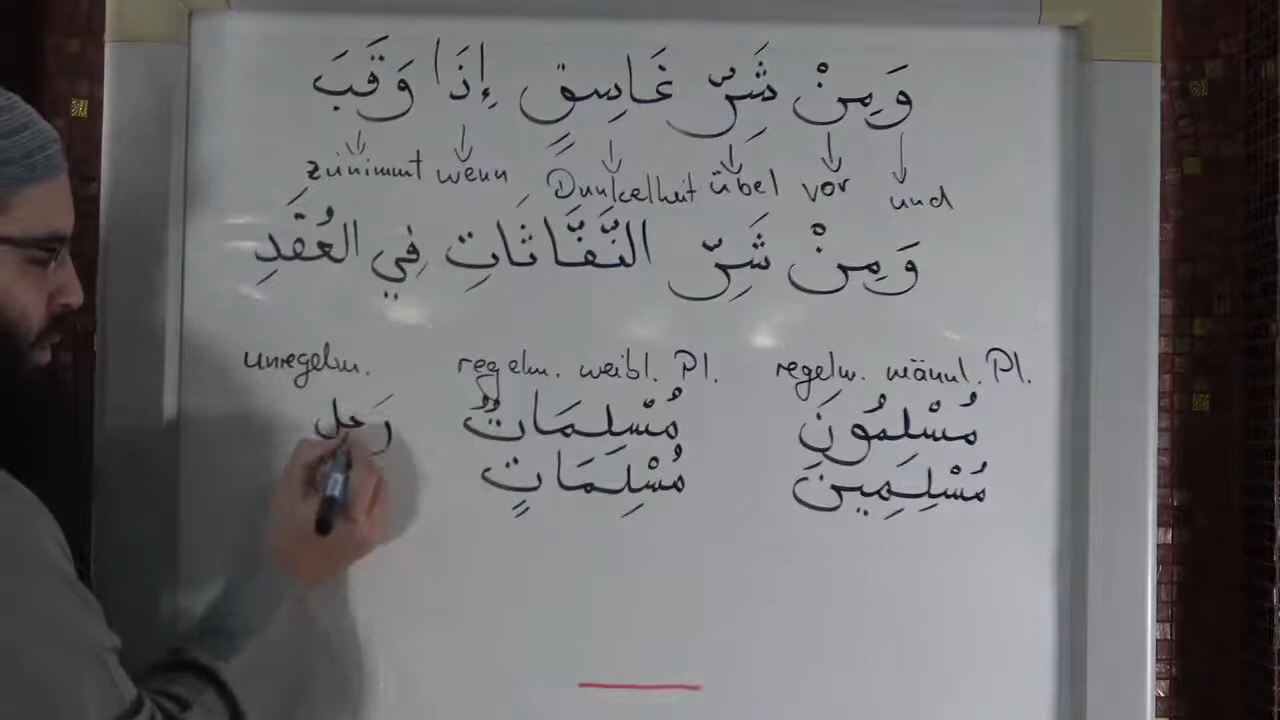 وَمِنْ شَرِّ غَاسِقٍ إِذَا وَقَبَ
zunimmt wenn Dunkelheit übel vor und
وَمِنْ شَرِّ النَّفَّاثَاتِ فِي العُقَدِ
unregelm. regelm. weibl. Pl. regelm. männl. Pl.
مُسْلِمُونَ مُسْلِمَاتٌ رَجل
مُسْلِمِينَ مُسْلِمَاتٍ